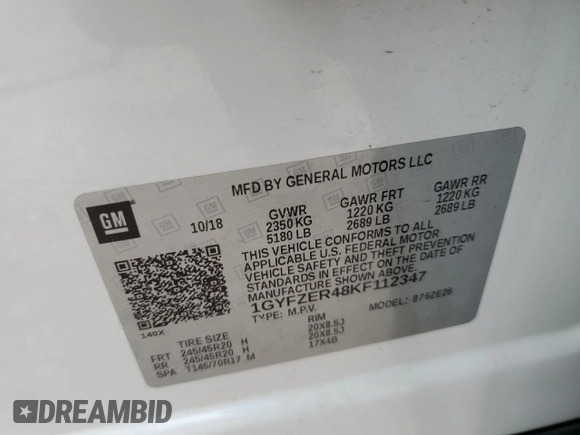 MFD BY GENERAL MOTORS LLC
GM
10/18
GVWR
2350 KG
5180 LB
GAWR FRT
1220 KG
2689 LB
GAWR RR
1220 KG
2689 LB
THIS VEHICLE CONFORMS TO ALL
APPLICABLE U.S. FEDERAL MOTOR
VEHICLE SAFETY AND THEFT
STANDARDS IN EFFECT ON THE DATE OF
MANUFACTURE SHOWN ABOVE.
1GYFZER48KF112347
TYPE: M.P.V.
MODEL: 876ZE26
140X
TIRE SIZE
RIM
FRT 245/45R20 H 20X8.5J
RR 245/45R20 H 20X8.5J
SPA T145/70R17 M 17X4B
DREAMBID